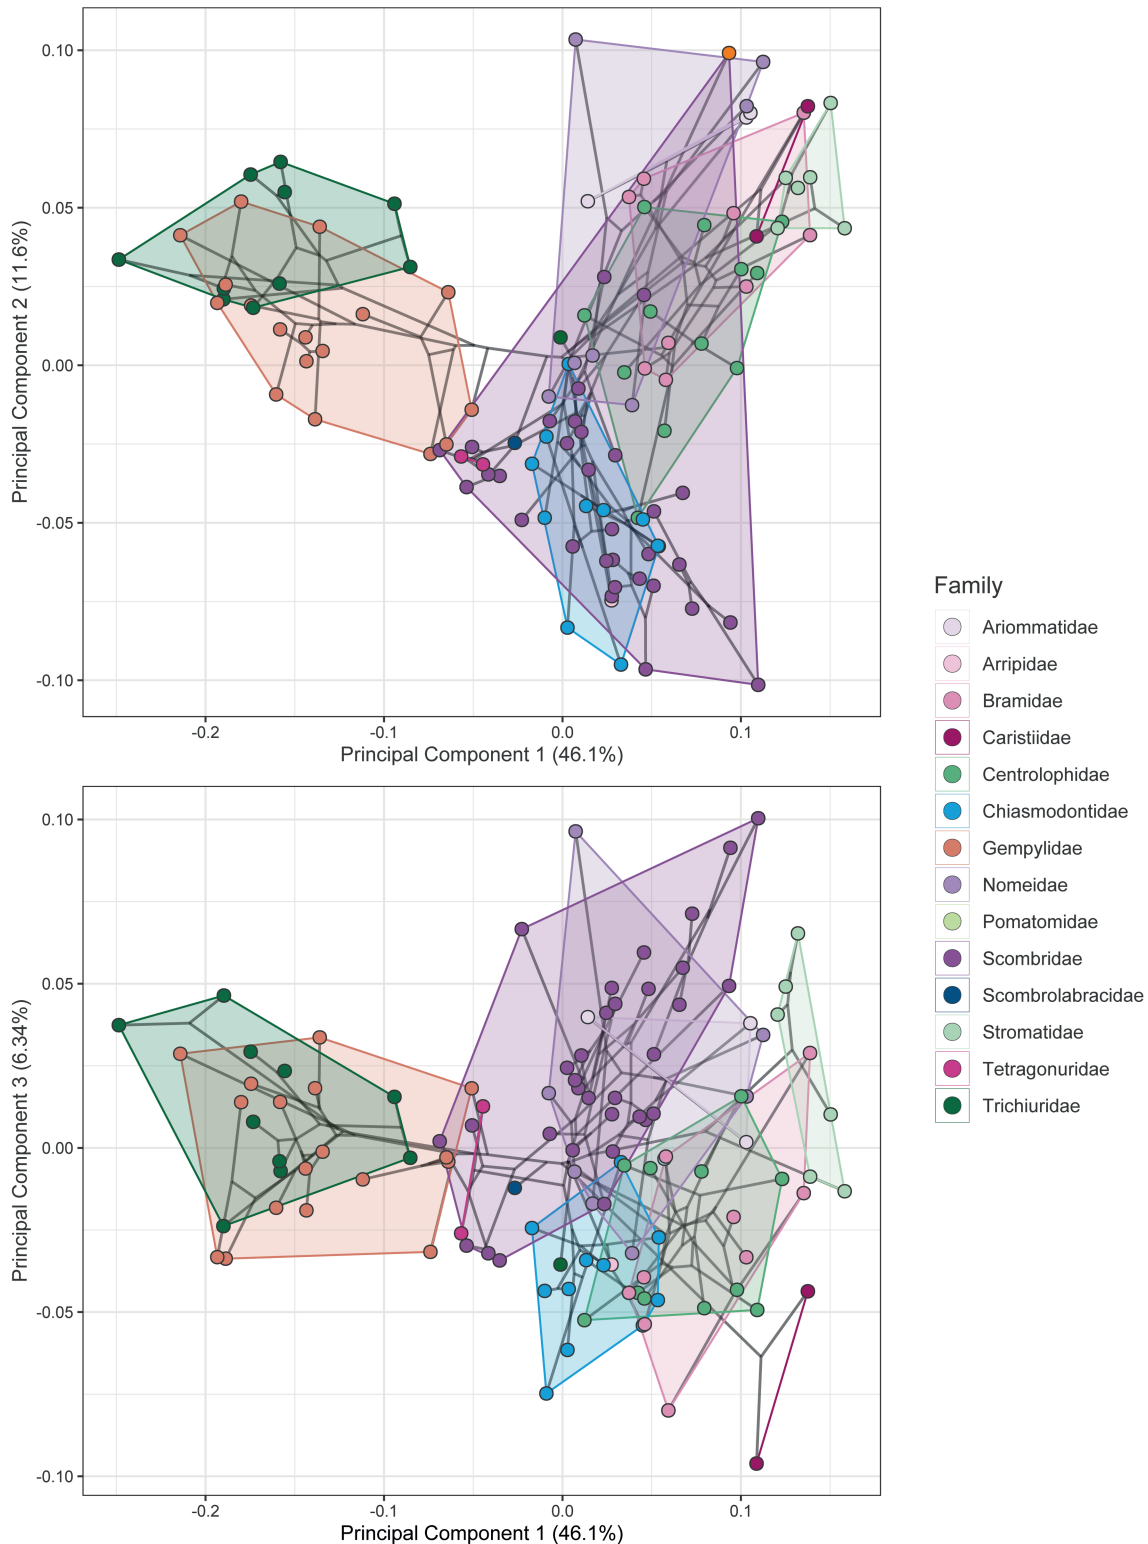 0.10
0.05
0.00
-0.05
-0.10
Principal Component 2 (11.6%)
-0.2
-0.1
0.0
0.1
Principal Component 1 (46.1%)
0.10
0.05
0.00
-0.05
-0.10
Principal Component 3 (6.34%)
-0.2
-0.1
0.0
0.1
Principal Component 1 (46.1%)
Family
Ariommatidae
Arripidae
Bramidae
Caristiidae
Centrolophidae
Chiasmodontidae
Gempylidae
Nomeidae
Pomatomidae
Scombridae
Scombrolabracidae
Stromatidae
Tetragonuridae
Trichiuridae